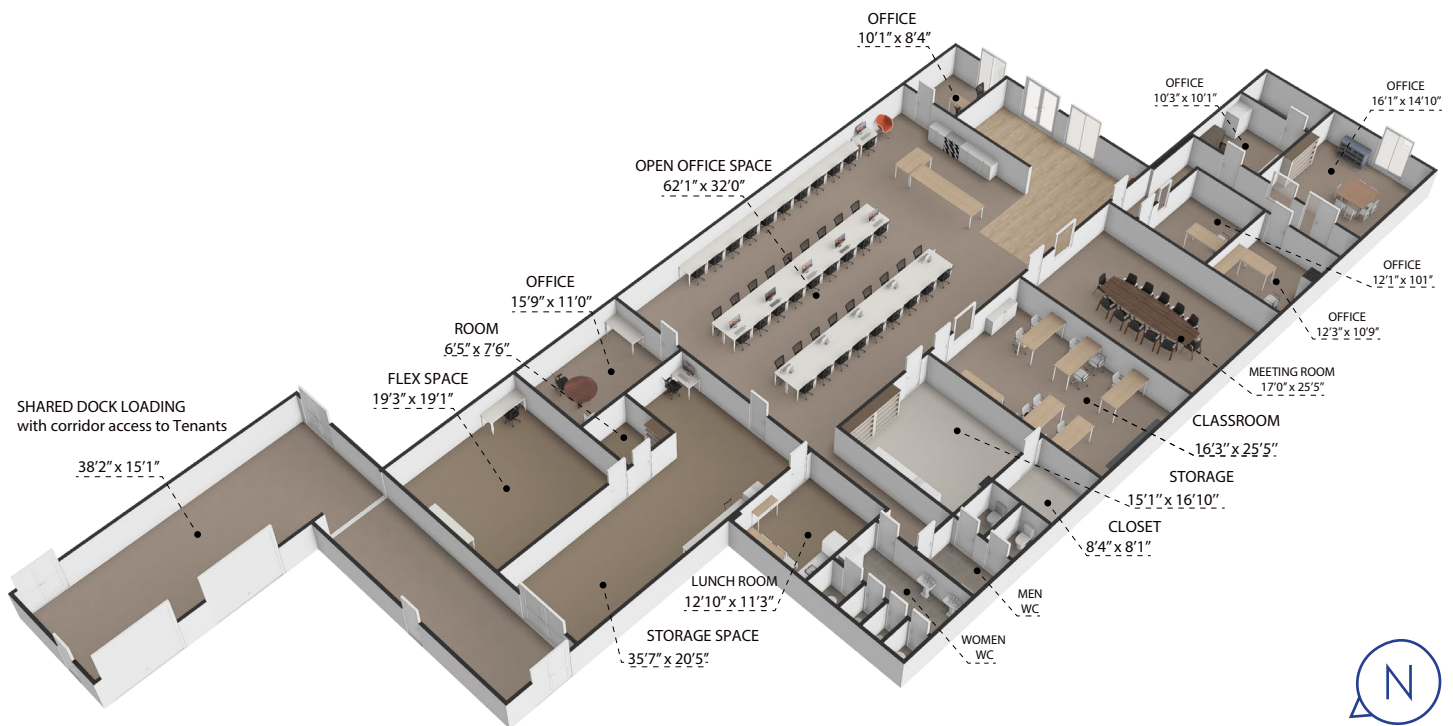 OFFICE
10'1" x 8'4"
OFFICE
10'3" x 10'1"
OFFICE
16'1" x 14'10"
OPEN OFFICE SPACE
62'1" x 32'0"
OFFICE
15'9" x 11'0"
ROOM
6'5" x 7'6"
FLEX SPACE
19'3" x 19'1"
SHARED DOCK LOADING
with corridor access to Tenants
38'2" x 15'1"
OFFICE
12'1" x 101"
OFFICE
12'3" x 10'9"
MEETING ROOM
17'0" x 25'5"
CLASSROOM
16'3" x 25'5"
STORAGE
15'1" x 16'10"
CLOSET
8'4" x 8'1"
LUNCH ROOM
12'10" x 11'3"
MEN
WC
WOMEN
WC
STORAGE SPACE
35'7" x 20'5"
N